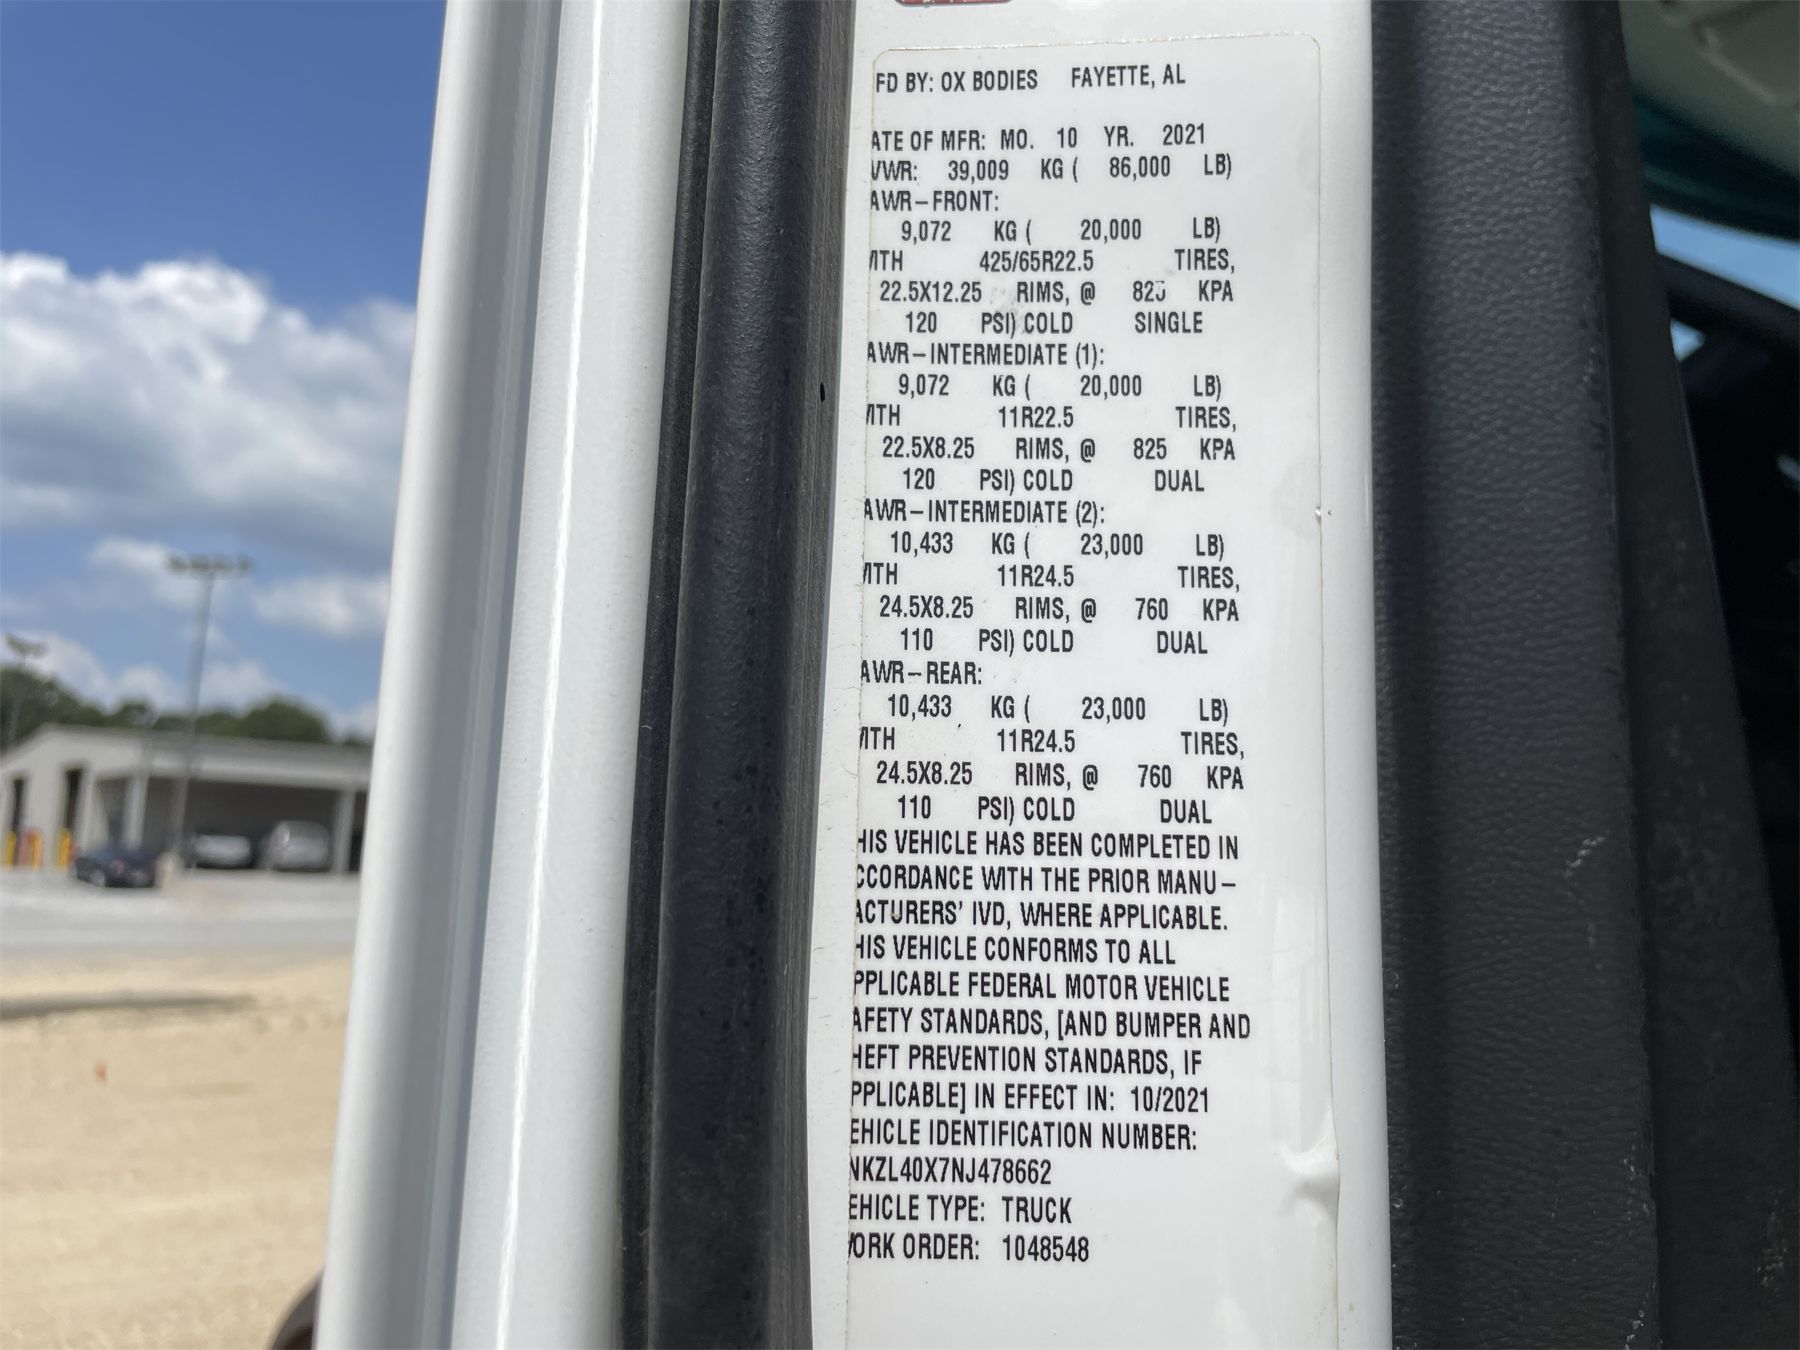 FD BY: OX BODIES FAYETTE, AL
ATE OF MFR: MO. 10 YR. 2021
VWR: 39,009 KG ( 86,000 LB)
AWR-FRONT:
9,072 KG ( 20,000 LB)
ITH 425/65R22.5 TIRES,
22.5X12.25 RIMS, @ 825 KPA
120 PSI) COLD SINGLE
AWR-INTERMEDIATE (1):
9,072 KG ( 20,000 LB)
ITH 11R22.5 TIRES,
22.5X8.25 RIMS, @ 825 KPA
120 PSI) COLD DUAL
AWR-INTERMEDIATE (2):
10,433 KG ( 23,000 LB)
ITH 11R24.5 TIRES,
24.5X8.25 RIMS, @ 760 KPA
110 PSI) COLD DUAL
AWR-REAR:
10,433 KG ( 23,000 LB)
ITH 11R24.5 TIRES,
24.5X8.25 RIMS, @ 760 KPA
110 PSI) COLD DUAL
HIS VEHICLE HAS BEEN COMPLETED IN
CCORDANCE WITH THE PRIOR MANU-
ACTURERS' IVD, WHERE APPLICABLE.
HIS VEHICLE CONFORMS TO ALL
PPLICABLE FEDERAL MOTOR VEHICLE
AFETY STANDARDS, [AND BUMPER AND
HEFT PREVENTION STANDARDS, IF
PPLICABLE] IN EFFECT IN: 10/2021
EHICLE IDENTIFICATION NUMBER:
NKZL40X7NJ478662
EHICLE TYPE: TRUCK
ORK ORDER: 1048548